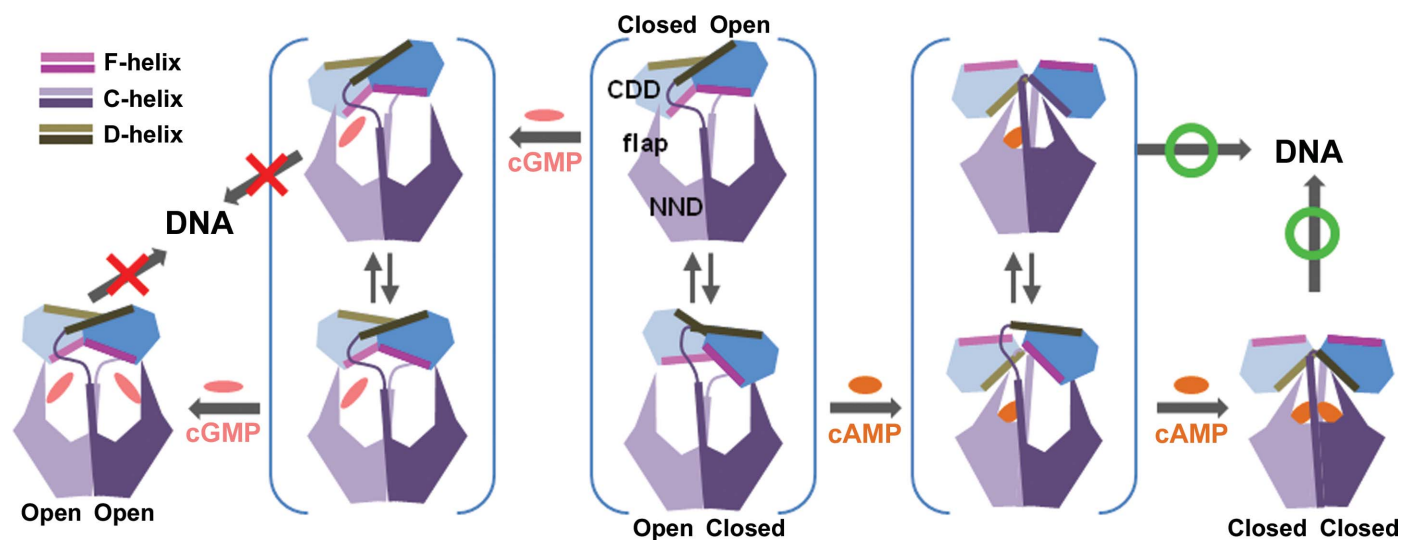 F-helix
C-helix
D-helix
Closed Open
CDD
flap
NND
cGMP
DNA
DNA
cGMP
cAMP
cAMP
Open Open
Open Closed
Closed Closed